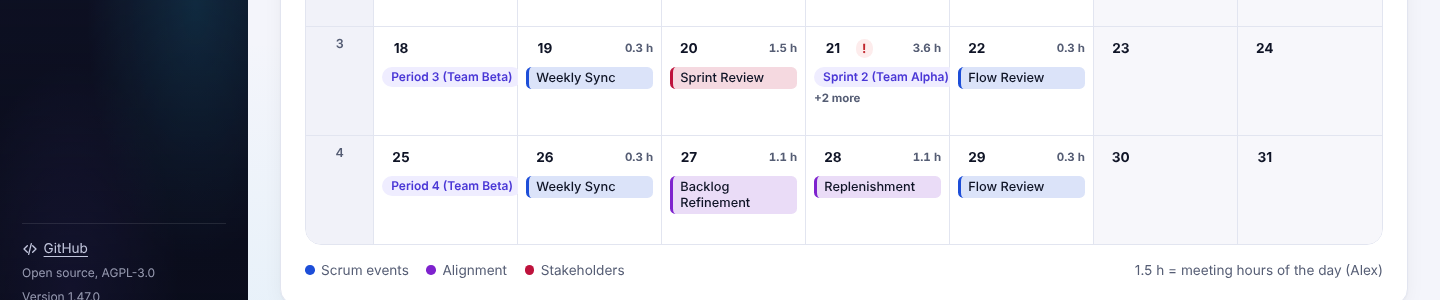 3
18
19
0.3 h
20
1.5 h
21
!
3.6 h
22
0.3 h
23
24
Period 3 (Team Beta)
Weekly Sync
Sprint Review
Sprint 2 (Team Alpha)
Flow Review
+2 more
4
25
26
0.3 h
27
1.1 h
28
1.1 h
29
0.3 h
30
31
Period 4 (Team Beta)
Weekly Sync
Backlog
Refinement
Replenishment
Flow Review
Scrum events
Alignment
Stakeholders
1.5 h = meeting hours of the day (Alex)
GitHub
Open source, AGPL-3.0
Version 1.47.0